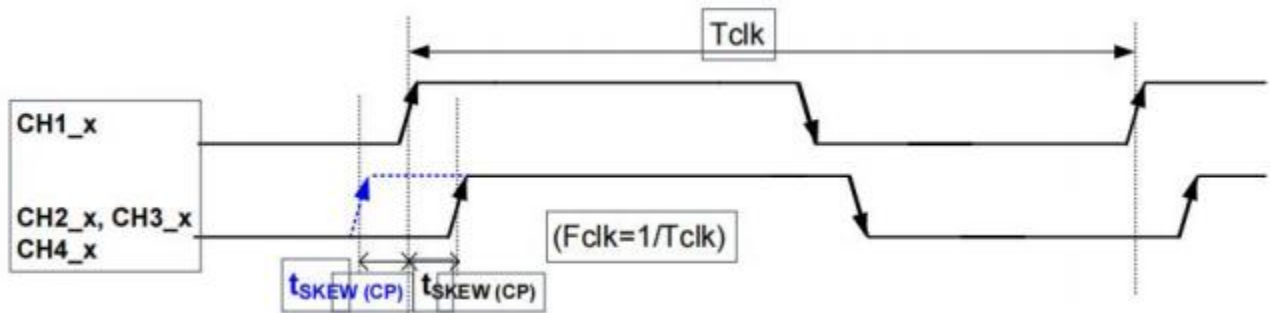 Tclk
CH1_x
CH2_x, CH3_x
CH4_x
(Fclk=1/Tclk)
tSKEW (CP) tSKEW (CP)